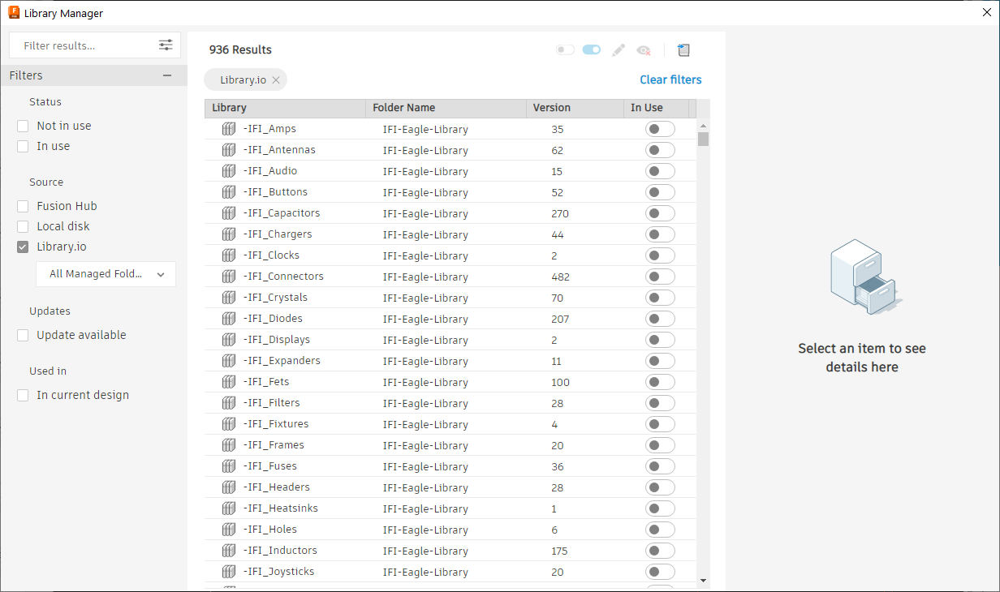 Library Manager
Filter results...
Filters
Status
Not in use
In use
Source
Fusion Hub
Local disk
Library.io
All Managed Fold...
Updates
Update available
Used in
In current design
936 Results
Library.io
Clear filters
Library Folder Name Version In Use
-IFI_Amps IFI-Eagle-Library 35
-IFI_Antennas IFI-Eagle-Library 62
-IFI_Audio IFI-Eagle-Library 15
-IFI_Buttons IFI-Eagle-Library 52
-IFI_Capacitors IFI-Eagle-Library 270
-IFI_Chargers IFI-Eagle-Library 44
-IFI_Clocks IFI-Eagle-Library 2
-IFI_Connectors IFI-Eagle-Library 482
-IFI_Crystals IFI-Eagle-Library 70
-IFI_Diodes IFI-Eagle-Library 207
-IFI_Displays IFI-Eagle-Library 2
-IFI_Expanders IFI-Eagle-Library 11
-IFI_Fets IFI-Eagle-Library 100
-IFI_Filters IFI-Eagle-Library 28
-IFI_Fixtures IFI-Eagle-Library 4
-IFI_Frames IFI-Eagle-Library 20
-IFI_Fuses IFI-Eagle-Library 36
-IFI_Headers IFI-Eagle-Library 28
-IFI_Heatsinks IFI-Eagle-Library 1
-IFI_Holes IFI-Eagle-Library 6
-IFI_Inductors IFI-Eagle-Library 175
-IFI_Joysticks IFI-Eagle-Library 20
Select an item to see
details here